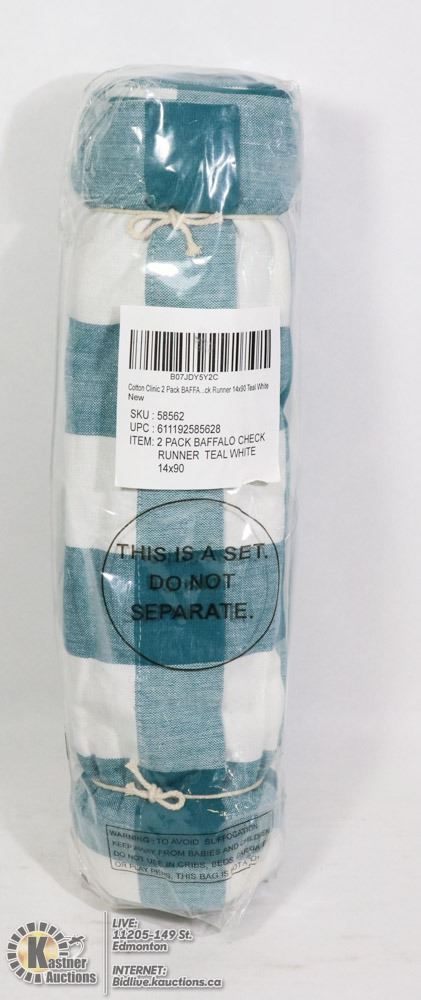 B07JDY5Y2C
Cotton Clinic 2 Pack BAFFA...ck Runner 14x90 Teal White
New
SKU : 58562
UPC : 611192585628
ITEM: 2 PACK BAFFALO CHECK
RUNNER TEAL WHITE
14x90
THIS IS A SET.
DO NOT
SEPARATE.
WARNING: TO AVOID SUFFOCATION
KEEP AWAY FROM BABIES AND CHILDREN
DO NOT USE IN CRIBS, BEDS
OR PLAY PENS, THIS BAG IS
Kastner
Auctions
LIVE:
11205-149 St.
Edmonton
INTERNET:
Bidlive.kauctions.ca